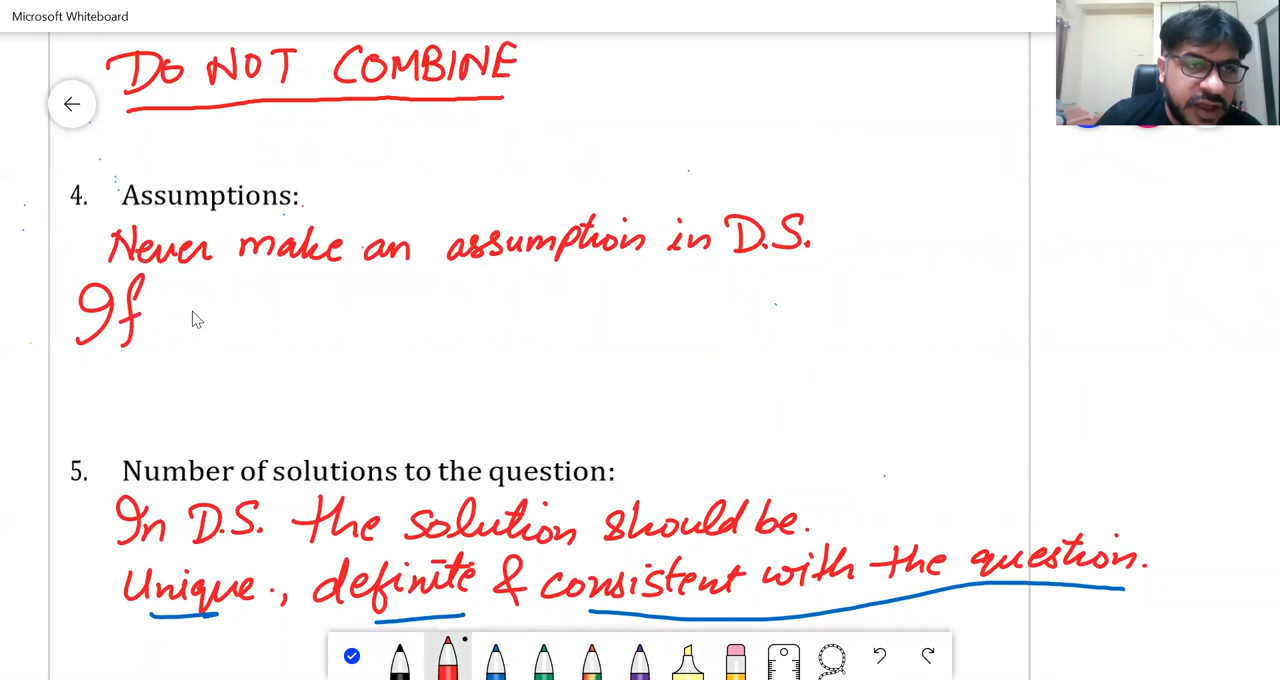 Microsoft Whiteboard
DO NOT COMBINE
4. Assumptions:
Never make an assumption in D.S.
If
5. Number of solutions to the question:
In D.S. the solution should be.
Unique., definite & consistent with the question.